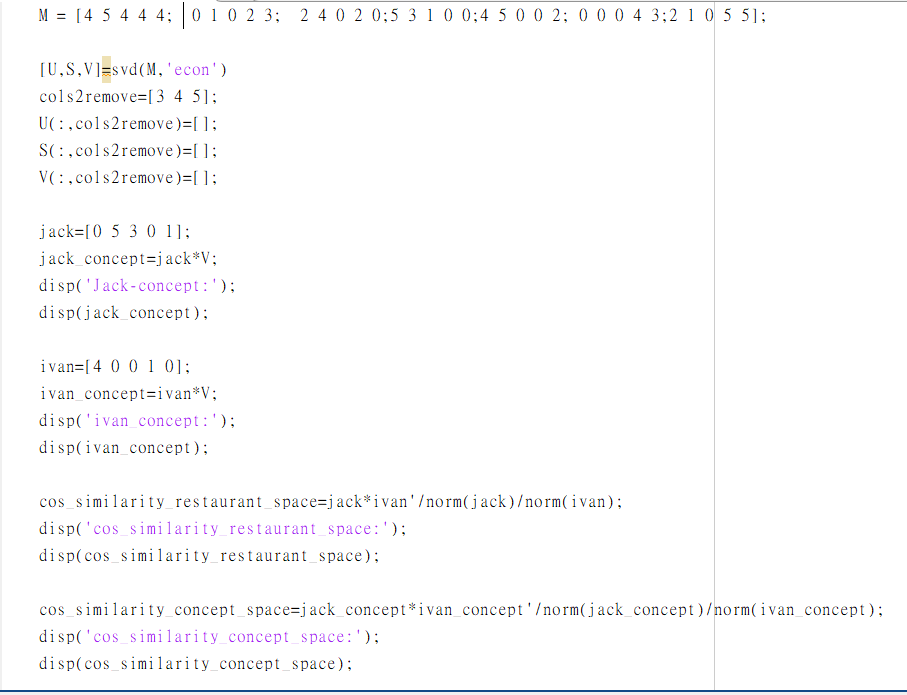 M = [4 5 4 4 4; 0 1 0 2 3; 2 4 0 2 0;5 3 1 0 0;4 5 0 0 2; 0 0 0 4 3;2 1 0 5 5];
[U,S,V]=svd(M,'econ')
cols2remove=[3 4 5];
U(:,cols2remove)=[];
S(:,cols2remove)=[];
V(:,cols2remove)=[];
jack=[0 5 3 0 1];
jack_concept=jack*V;
disp('Jack-concept:');
disp(jack_concept);
ivan=[4 0 0 1 0];
ivan_concept=ivan*V;
disp('ivan_concept:');
disp(ivan_concept);
cos_similarity_restaurant_space=jack*ivan'/norm(jack)/norm(ivan);
disp('cos_similarity_restaurant_space:');
disp(cos_similarity_restaurant_space);
cos_similarity_concept_space=jack_concept*ivan_concept'/norm(jack_concept)/norm(ivan_concept);
disp('cos_similarity_concept_space:');
disp(cos_similarity_concept_space);